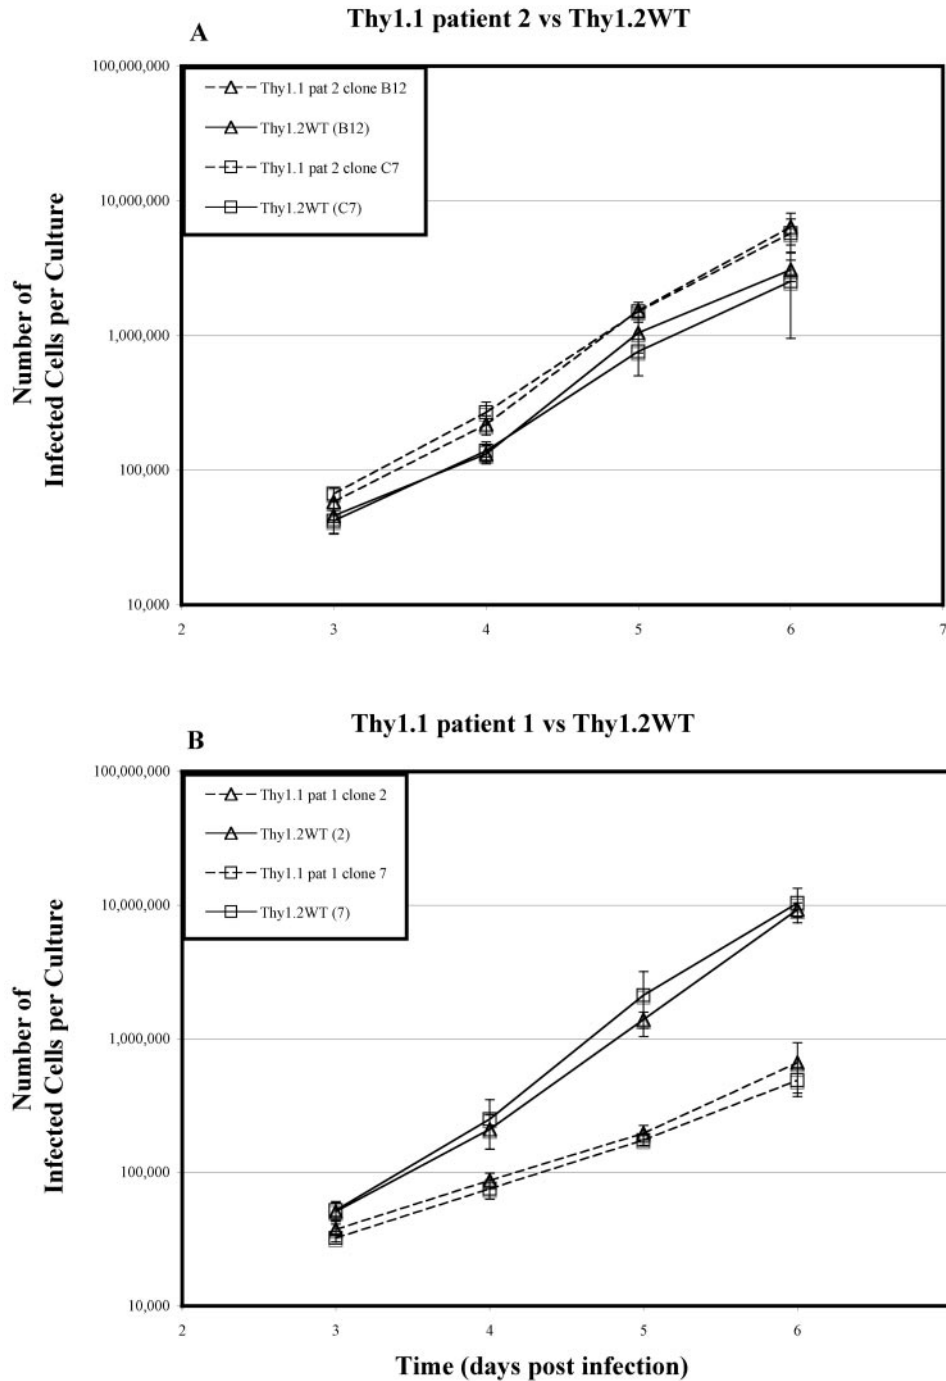 Thy1.1 patient 2 vs Thy1.2WT
A
100,000,000
Thy1.1 pat 2 clone B12
Thy1.2WT (B12)
Thy1.1 pat 2 clone C7
Thy1.2WT (C7)
10,000,000
1,000,000
100,000
10,000
Number of
Infected Cells per Culture
2 3 4 5 6 7
Thy1.1 patient 1 vs Thy1.2WT
B
100,000,000
Thy1.1 pat 1 clone 2
Thy1.2WT (2)
Thy1.1 pat 1 clone 7
Thy1.2WT (7)
10,000,000
1,000,000
100,000
10,000
Number of
Infected Cells per Culture
2 3 4 5 6
Time (days post infection)